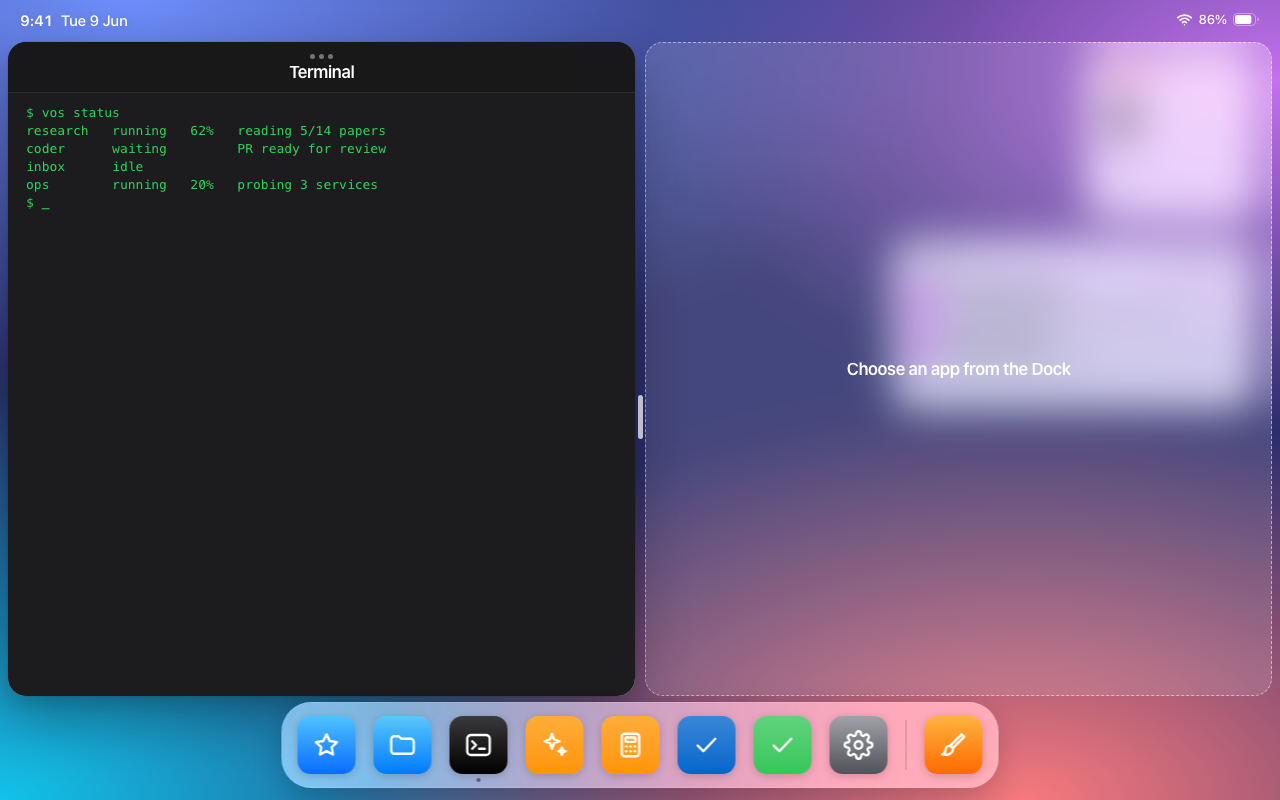 9:41 Tue 9 Jun
86%
Terminal
$ vos status
research running 62% reading 5/14 papers
coder waiting PR ready for review
inbox idle
ops running 20% probing 3 services
$ _
Choose an app from the Dock